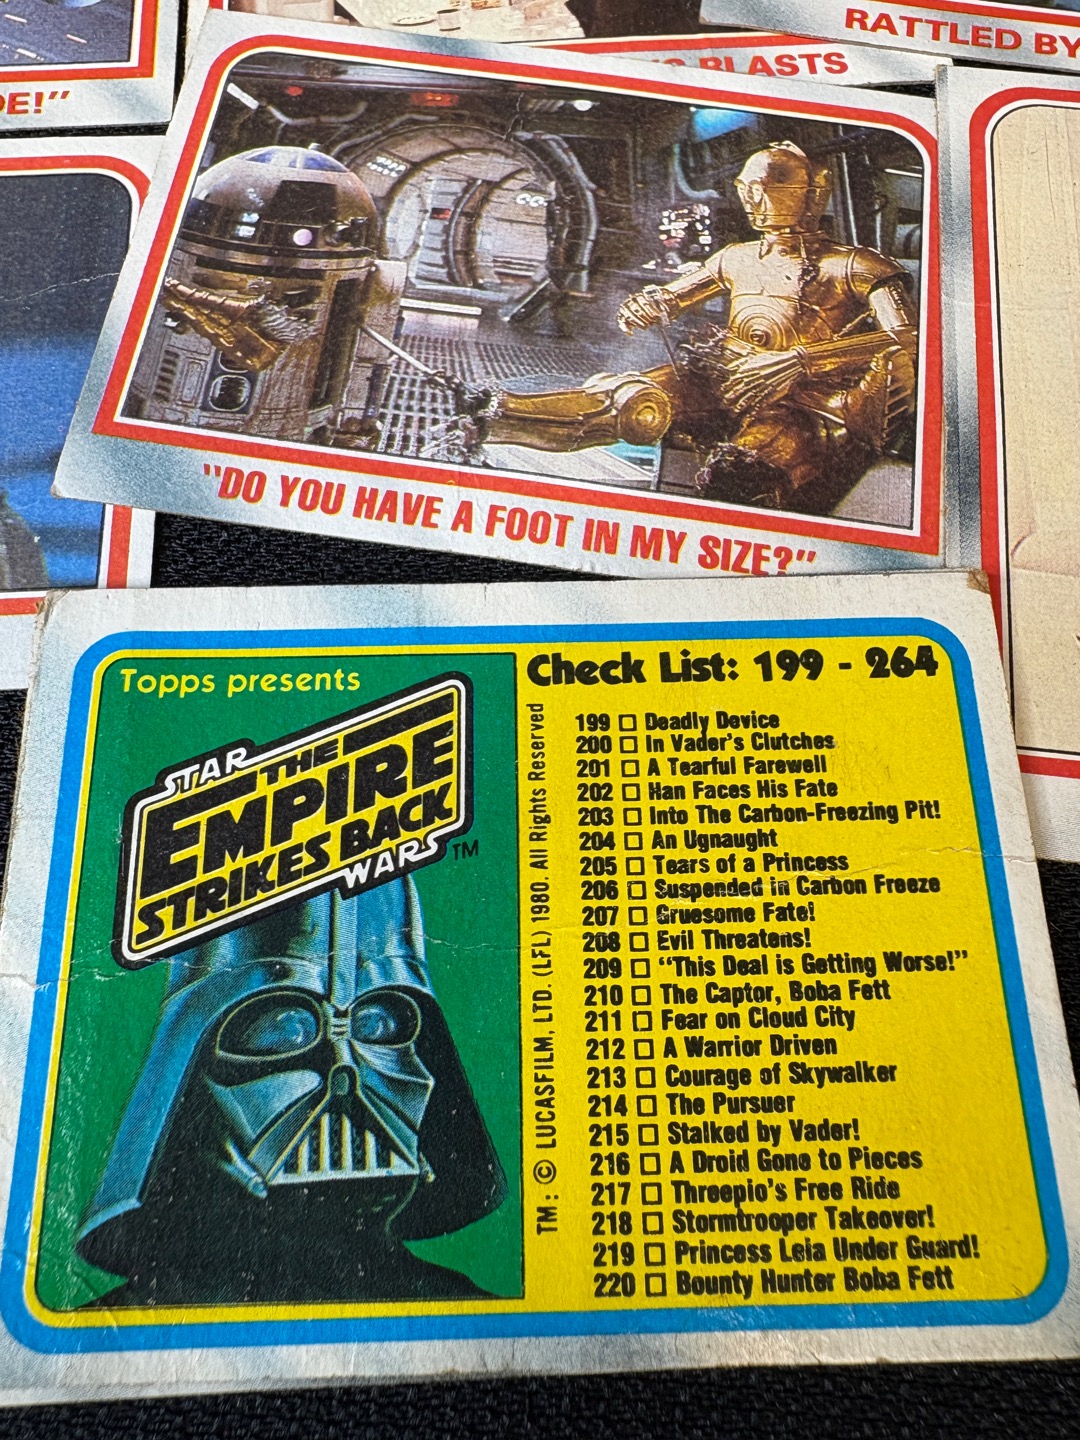 DE!"
BLASTS
RATTLED BY
"DO YOU HAVE A FOOT IN MY SIZE?"
Topps presents
STAR
THE
EMPIRE
STRIKES BACK
WARS™
TM: © LUCASFILM, LTD. (LFL) 1980. All Rights Reserved
Check List: 199 - 264
199 □ Deadly Device
200 □ In Vader's Clutches
201 □ A Tearful Farewell
202 □ Han Faces His Fate
203 □ Into The Carbon-Freezing Pit!
204 □ An Ugnaught
205 □ Tears of a Princess
206 □ Suspended in Carbon Freeze
207 □ Gruesome Fate!
208 □ Evil Threatens!
209 □ "This Deal is Getting Worse!"
210 □ The Captor, Boba Fett
211 □ Fear on Cloud City
212 □ A Warrior Driven
213 □ Courage of Skywalker
214 □ The Pursuer
215 □ Stalked by Vader!
216 □ A Droid Gone to Pieces
217 □ Threepio's Free Ride
218 □ Stormtrooper Takeover!
219 □ Princess Leia Under Guard!
220 □ Bounty Hunter Boba Fett